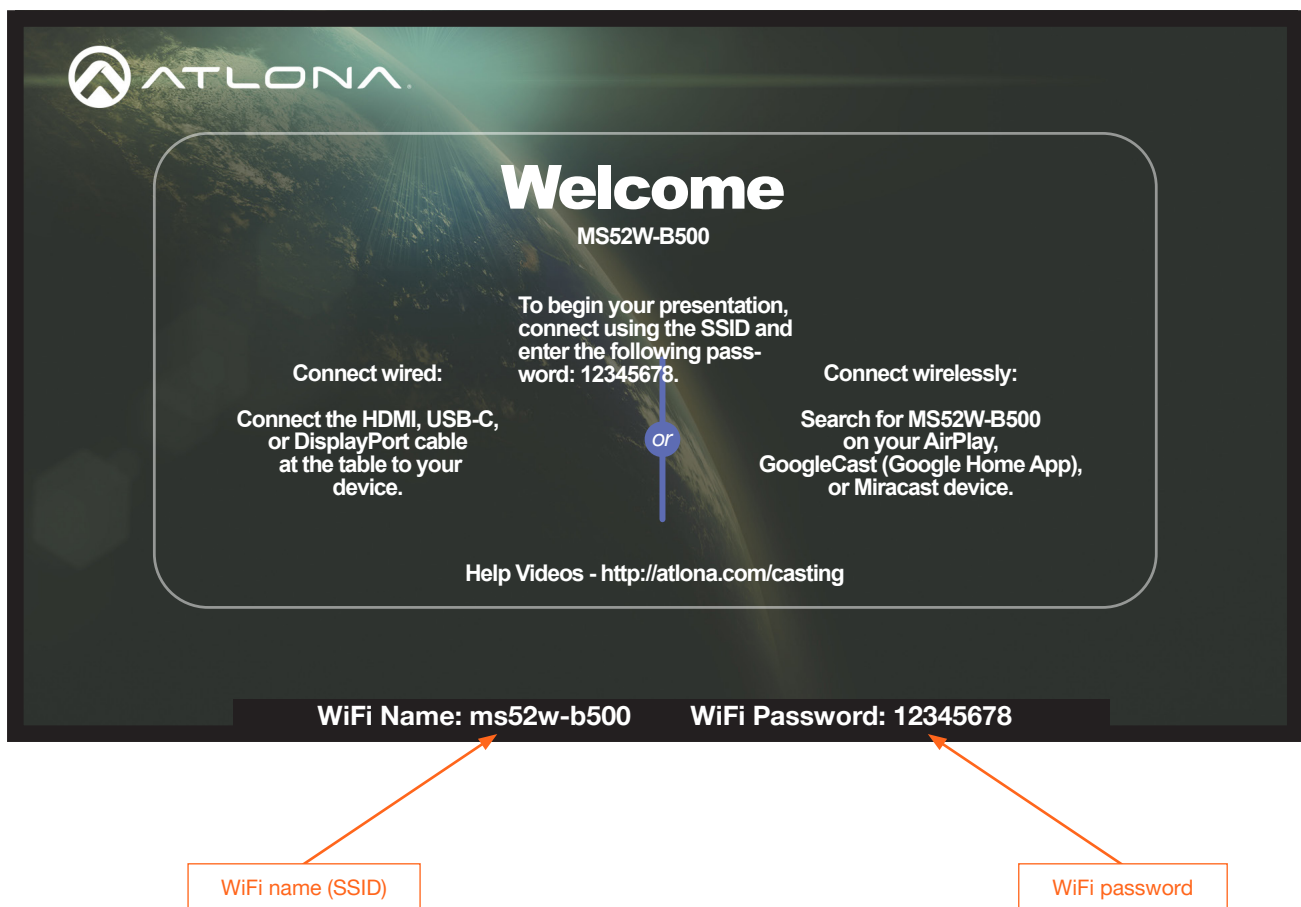 ATLONA.
Welcome
MS52W-B500
To begin your presentation,
connect using the SSID and
enter the following pass-
word: 12345678.
Connect wired:
Connect the HDMI, USB-C,
or DisplayPort cable
at the table to your
device.
or
Connect wirelessly:
Search for MS52W-B500
on your AirPlay,
GoogleCast (Google Home App),
or Miracast device.
Help Videos - http://atlona.com/casting
WiFi Name: ms52w-b500 WiFi Password: 12345678
WiFi name (SSID)
WiFi password